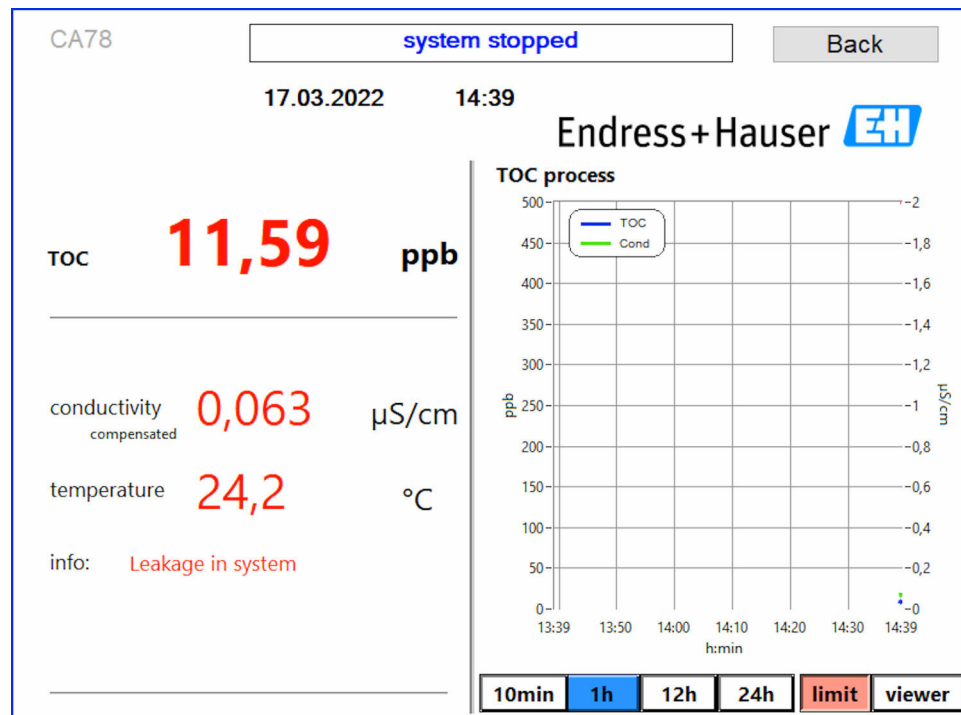 CA78
system stopped
Back
17.03.2022 14:39
Endress+Hauser EH
TOC 11,59 ppb
conductivity 0,063 µS/cm
compensated
temperature 24,2 °C
info: Leakage in system
TOC process
TOC
Cond
500 2
450 1,8
400 1,6
350 1,4
300 1,2
250 1
200 0,8
150 0,6
100 0,4
50 0,2
0 0
ppb
µS/cm
13:39 13:50 14:00 14:10 14:20 14:30 14:39
h:min
10min 1h 12h 24h limit viewer